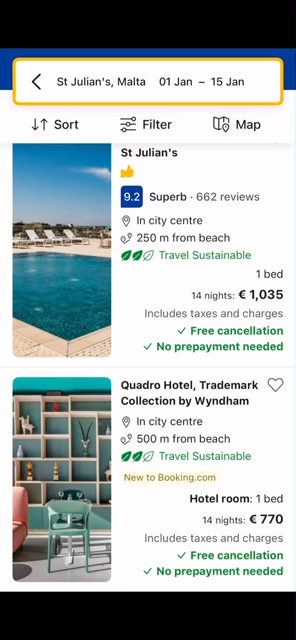 St Julian's, Malta 01 Jan – 15 Jan
Sort Filter Map
St Julian's
9.2 Superb · 662 reviews
In city centre
250 m from beach
Travel Sustainable
1 bed
14 nights: € 1,035
Includes taxes and charges
Free cancellation
No prepayment needed
Quadro Hotel, Trademark
Collection by Wyndham
In city centre
500 m from beach
Travel Sustainable
New to Booking.com
Hotel room: 1 bed
14 nights: € 770
Includes taxes and charges
Free cancellation
No prepayment needed